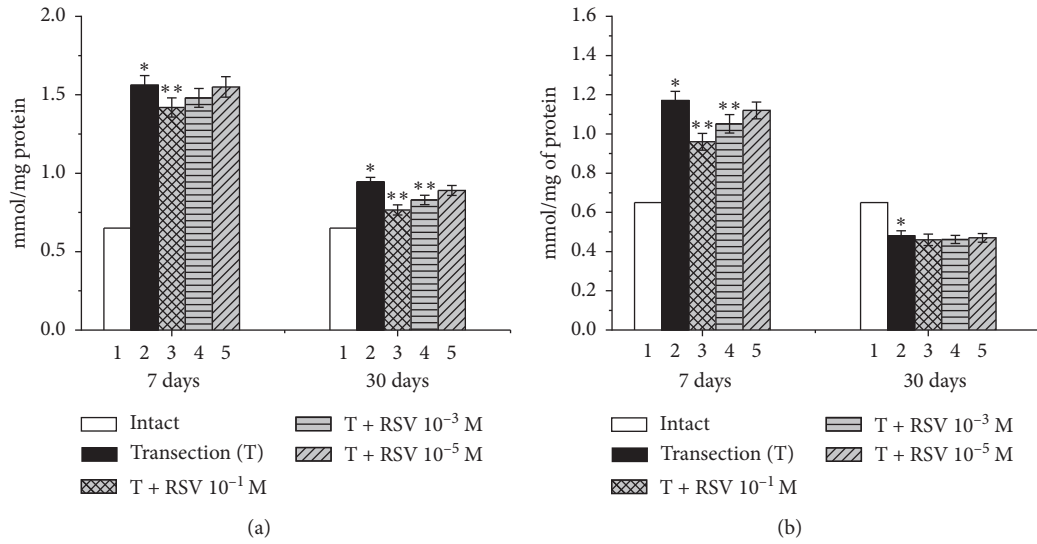 2.0
1.5
1.0
0.5
0.0
mmol/mg protein
*
**
*
**
**
1 2 3 4 5
1 2 3 4 5
7 days
30 days
Intact
Transection (T)
T + RSV 10⁻¹ M
T + RSV 10⁻³ M
T + RSV 10⁻⁵ M
(a)
1.6
1.4
1.2
1.0
0.8
0.6
0.4
0.2
0.0
mmol/mg of protein
*
**
**
*
1 2 3 4 5
1 2 3 4 5
7 days
30 days
Intact
Transection (T)
T + RSV 10⁻¹ M
T + RSV 10⁻³ M
T + RSV 10⁻⁵ M
(b)